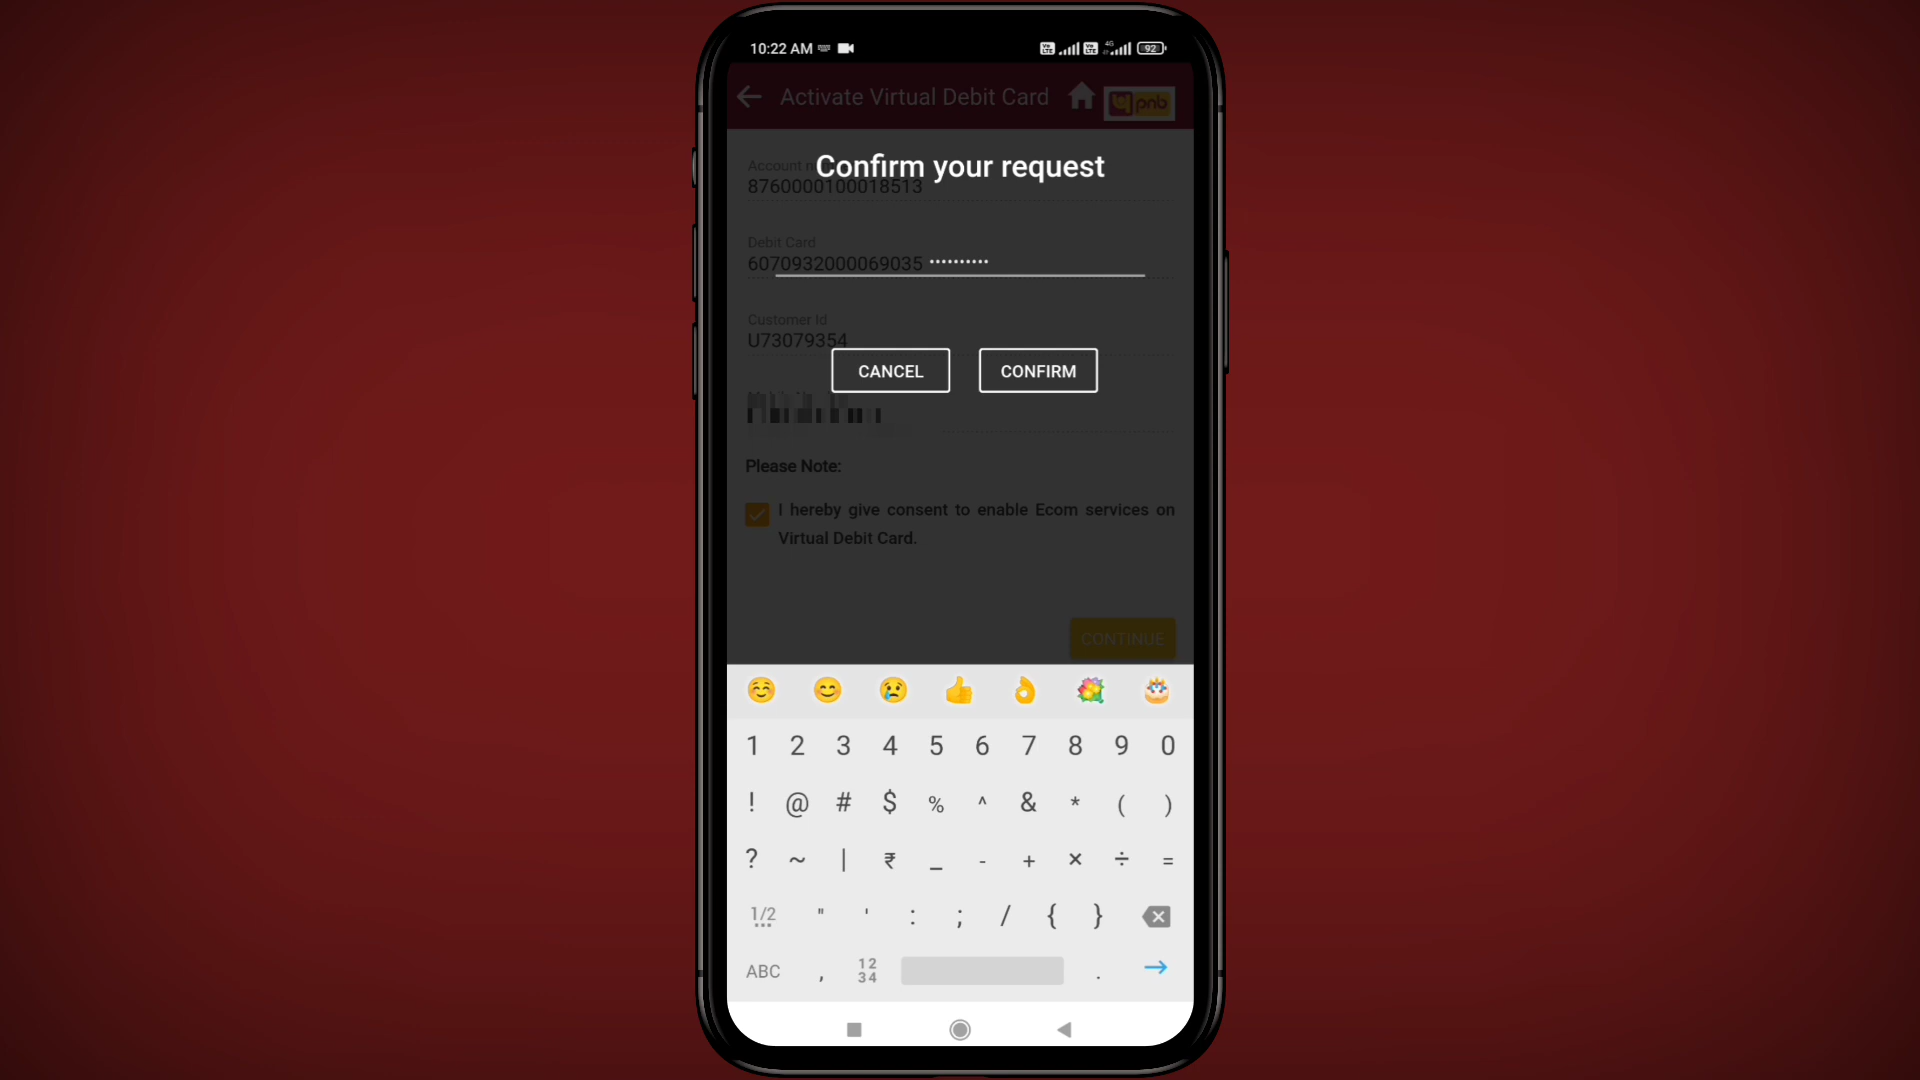 10:22 AM
92
Activate Virtual Debit Card
pnb
Confirm your request
8760000100018513
Debit Card
6070932000069035 ••••••••••
Customer Id
U73079354
CANCEL CONFIRM
Please Note:
I hereby give consent to enable Ecom services on
Virtual Debit Card.
CONTINUE
1 2 3 4 5 6 7 8 9 0
! @ # $ % ^ & * ( )
? ~ | ₹ _ - + × ÷ =
1/2 " ' : ; / { }
ABC , 12 34 .